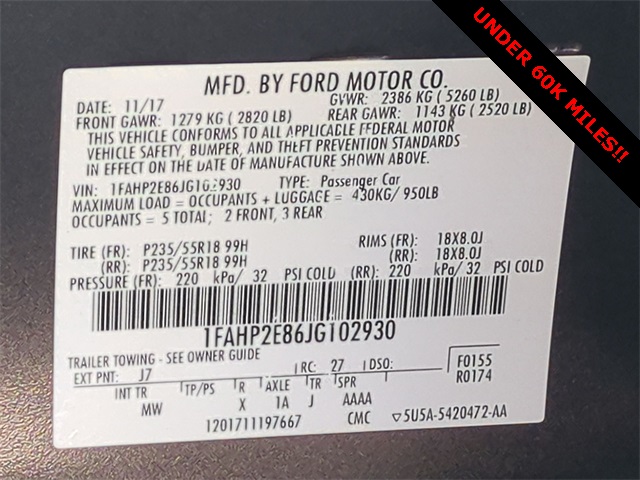 UNDER 60K MILES!!
MFD. BY FORD MOTOR CO.
DATE: 11/17 GVWR: 2386 KG ( 5260 LB)
FRONT GAWR: 1279 KG ( 2820 LB) REAR GAWR: 1143 KG ( 2520 LB)
THIS VEHICLE CONFORMS TO ALL APPLICABLE FEDERAL MOTOR
VEHICLE SAFETY, BUMPER, AND THEFT PREVENTION STANDARDS
IN EFFECT ON THE DATE OF MANUFACTURE SHOWN ABOVE.
VIN: 1FAHP2E86JG102930 TYPE: Passenger Car
MAXIMUM LOAD = OCCUPANTS + LUGGAGE = 430KG/ 950LB
OCCUPANTS = 5 TOTAL; 2 FRONT, 3 REAR
TIRE (FR): P235/55R18 99H RIMS (FR): 18X8.0J
(RR): P235/55R18 99H (RR): 18X8.0J
PRESSURE (FR): 220 kPa/ 32 PSI COLD (RR): 220 kPa/ 32 PSI COLD
1FAHP2E86JG102930
TRAILER TOWING - SEE OWNER GUIDE
EXT PNT: J7 RC: 27 DSO: F0155
INT TR TP/PS R AXLE TR SPR R0174
MW X 1A J AAAA
1201711197667 CMC ▽5U5A-5420472-AA